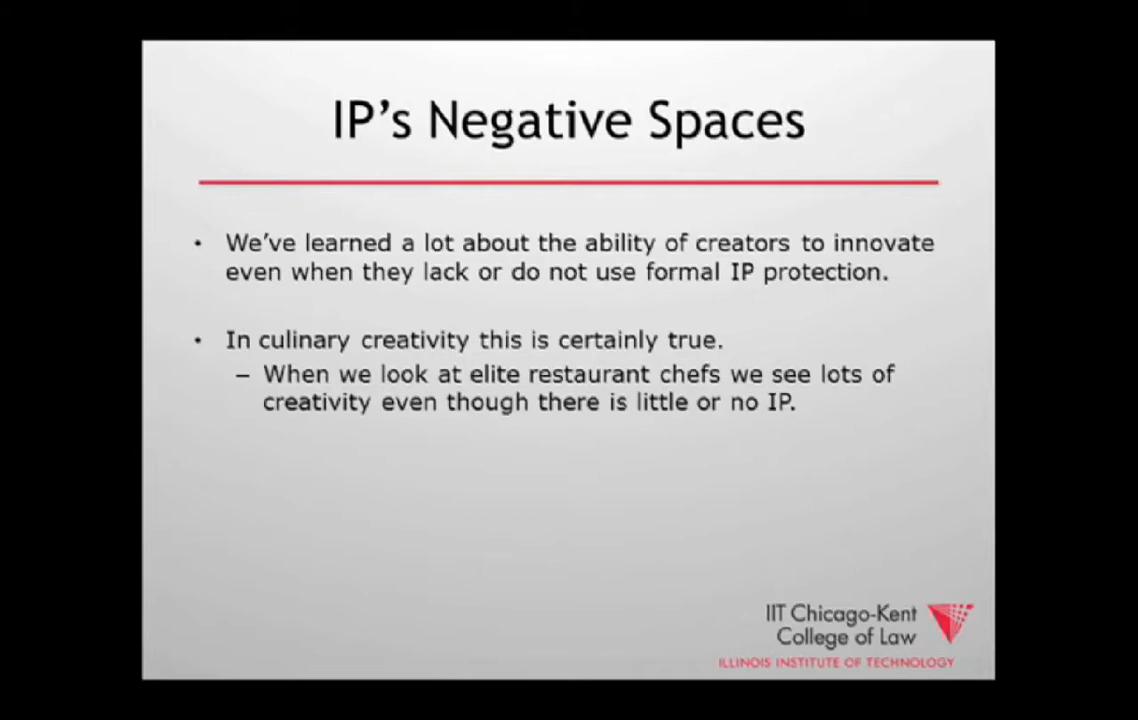 IP's Negative Spaces
• We've learned a lot about the ability of creators to innovate
even when they lack or do not use formal IP protection.
• In culinary creativity this is certainly true.
– When we look at elite restaurant chefs we see lots of
creativity even though there is little or no IP.
IIT Chicago-Kent
College of Law
ILLINOIS INSTITUTE OF TECHNOLOGY